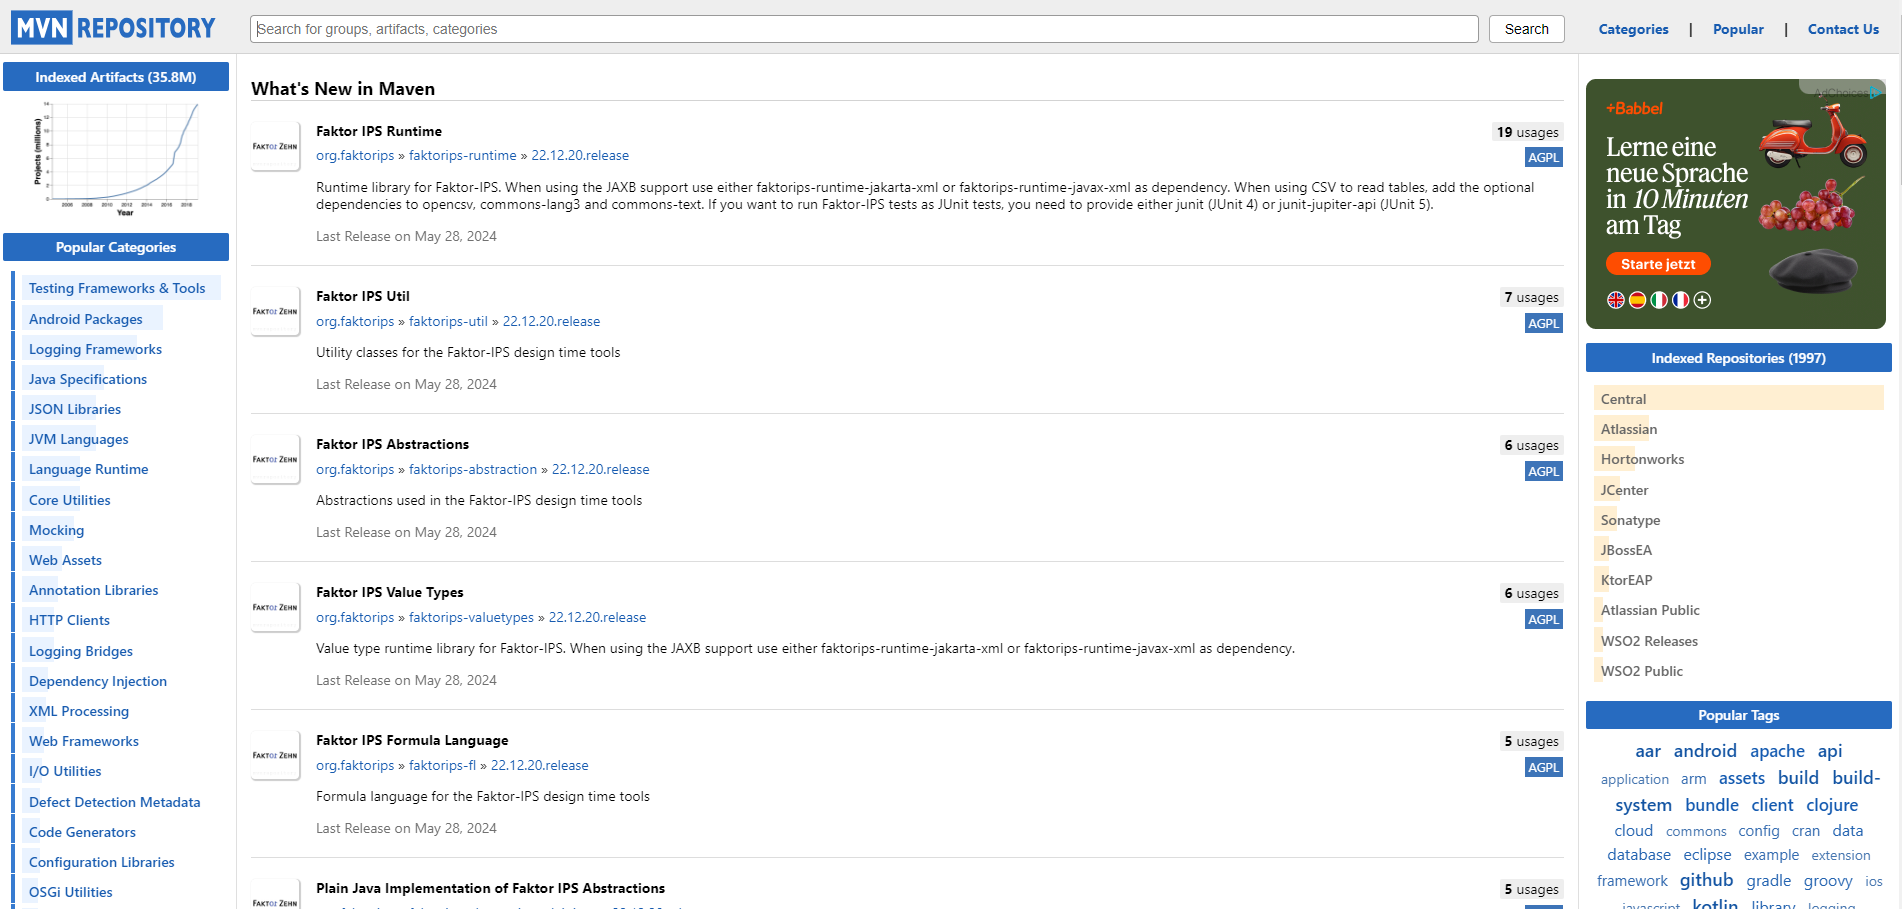 MVN REPOSITORY
Search for groups, artifacts, categories
Search
Categories | Popular | Contact Us
Indexed Artifacts (35.8M)
Projects (millions)
14
12
10
8
6
4
2
0
2006 2008 2010 2012 2014 2016 2018
Year
Popular Categories
Testing Frameworks & Tools
Android Packages
Logging Frameworks
Java Specifications
JSON Libraries
JVM Languages
Language Runtime
Core Utilities
Mocking
Web Assets
Annotation Libraries
HTTP Clients
Logging Bridges
Dependency Injection
XML Processing
Web Frameworks
I/O Utilities
Defect Detection Metadata
Code Generators
Configuration Libraries
OSGi Utilities
What's New in Maven
FAKTOR ZEHN
Faktor IPS Runtime
19 usages
org.faktorips » faktorips-runtime » 22.12.20.release
AGPL
Runtime library for Faktor-IPS. When using the JAXB support use either faktorips-runtime-jakarta-xml or faktorips-runtime-javax-xml as dependency. When using CSV to read tables, add the optional
dependencies to opencsv, commons-lang3 and commons-text. If you want to run Faktor-IPS tests as JUnit tests, you need to provide either junit (JUnit 4) or junit-jupiter-api (JUnit 5).
Last Release on May 28, 2024
FAKTOR ZEHN
Faktor IPS Util
7 usages
org.faktorips » faktorips-util » 22.12.20.release
AGPL
Utility classes for the Faktor-IPS design time tools
Last Release on May 28, 2024
FAKTOR ZEHN
Faktor IPS Abstractions
6 usages
org.faktorips » faktorips-abstraction » 22.12.20.release
AGPL
Abstractions used in the Faktor-IPS design time tools
Last Release on May 28, 2024
FAKTOR ZEHN
Faktor IPS Value Types
6 usages
org.faktorips » faktorips-valuetypes » 22.12.20.release
AGPL
Value type runtime library for Faktor-IPS. When using the JAXB support use either faktorips-runtime-jakarta-xml or faktorips-runtime-javax-xml as dependency.
Last Release on May 28, 2024
FAKTOR ZEHN
Faktor IPS Formula Language
5 usages
org.faktorips » faktorips-fl » 22.12.20.release
AGPL
Formula language for the Faktor-IPS design time tools
Last Release on May 28, 2024
FAKTOR ZEHN
Plain Java Implementation of Faktor IPS Abstractions
5 usages
AdChoices
+Babbel
Lerne eine
neue Sprache
in 10 Minuten
am Tag
Starte jetzt
Indexed Repositories (1997)
Central
Atlassian
Hortonworks
JCenter
Sonatype
JBossEA
KtorEAP
Atlassian Public
WSO2 Releases
WSO2 Public
Popular Tags
aar android apache api
application arm assets build build-
system bundle client clojure
cloud commons config cran data
database eclipse example extension
framework github gradle groovy ios
javascript kotlin library logging